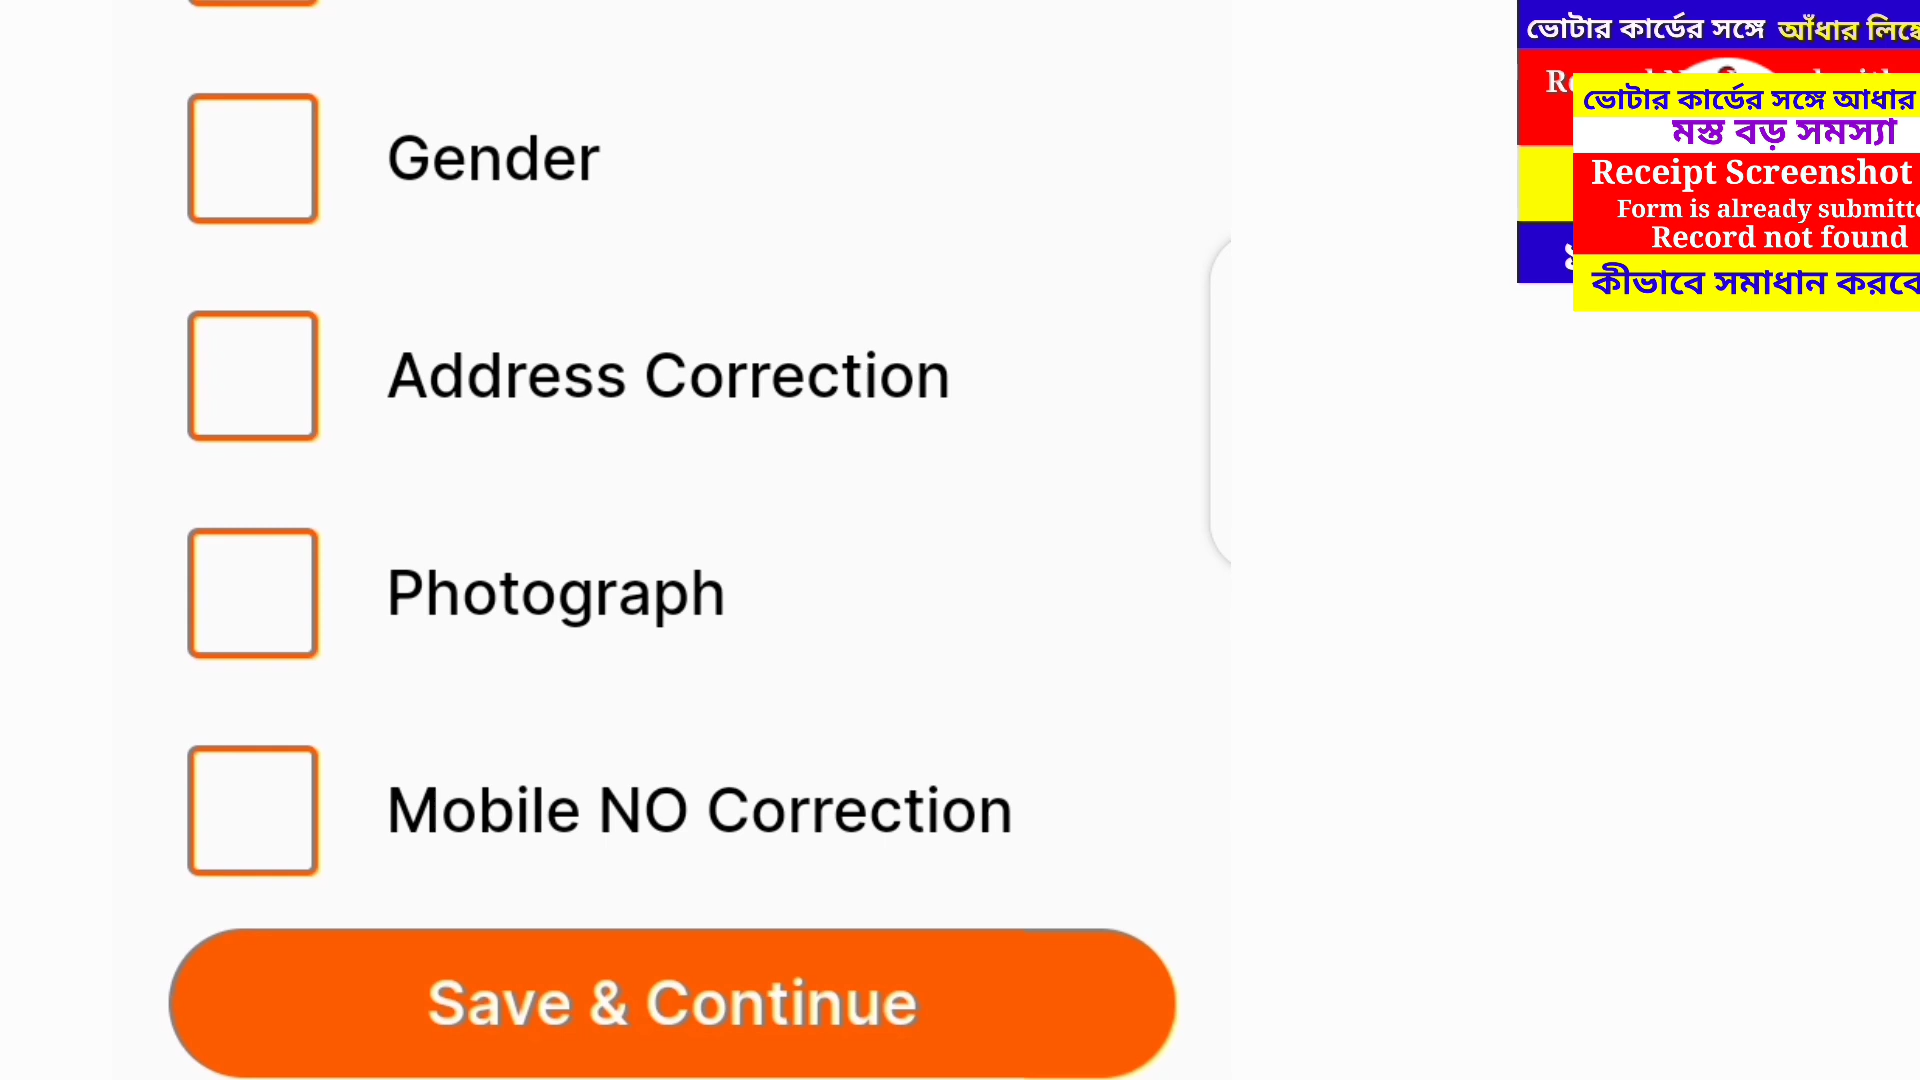 Gender
Address Correction
Photograph
Mobile NO Correction
Save & Continue
ভোটার কার্ডের সঙ্গে আঁধার
ভোটার কার্ডের সঙ্গে আধার
মস্ত বড় সমস্যা
Receipt Screenshot
Form is already
Record not found
কীভাবে সমাধান